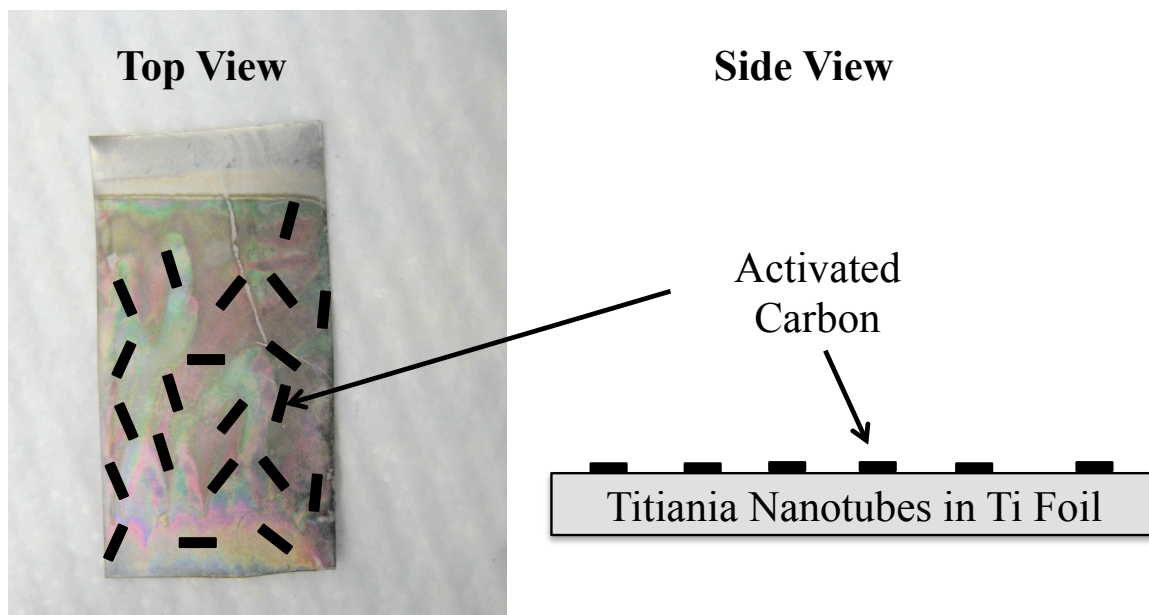 Top View
Side View
Activated
Carbon
Titiania Nanotubes in Ti Foil